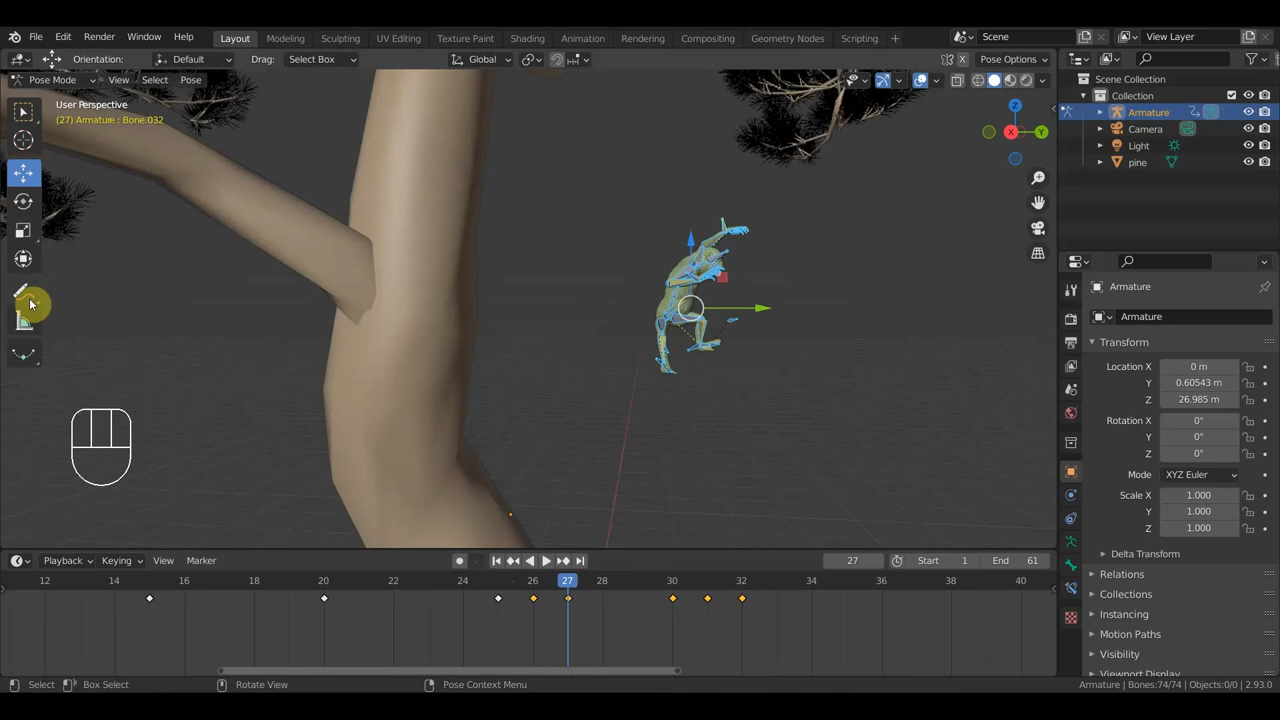 File Edit Render Window Help Layout Modeling Sculpting UV Editing Texture Paint Shading Animation Rendering Compositing Geometry Nodes Scripting + Scene View Layer
Orientation: Default Drag: Select Box Global X Pose Options
Pose Mode View Select Pose
Scene Collection
User Perspective
(27) Armature : Bone.032
Collection
Armature
Camera
Light
pine
Z
X
Y
Armature
Armature
Transform
Location X 0 m
Y 0.60543 m
Z 26.985 m
Rotation X 0°
Y 0°
Z 0°
Mode XYZ Euler
Scale X 1.000
Y 1.000
Z 1.000
Delta Transform
Relations
Collections
Instancing
Motion Paths
Visibility
Viewport Display
Playback Keying View Marker 27 Start 1 End 61
12 14 16 18 20 22 24 26 27 28 30 32 34 36 38 40
Select Box Select Rotate View Pose Context Menu Armature | Bones:74/74 | Objects:0/0 | 2.93.0